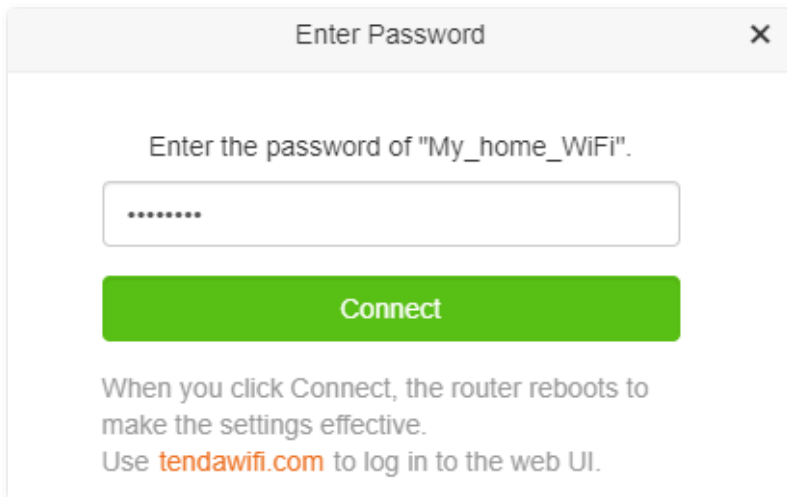 Enter Password
Enter the password of "My_home_WiFi".
••••••••
Connect
When you click Connect, the router reboots to
make the settings effective.
Use tendawifi.com to log in to the web UI.